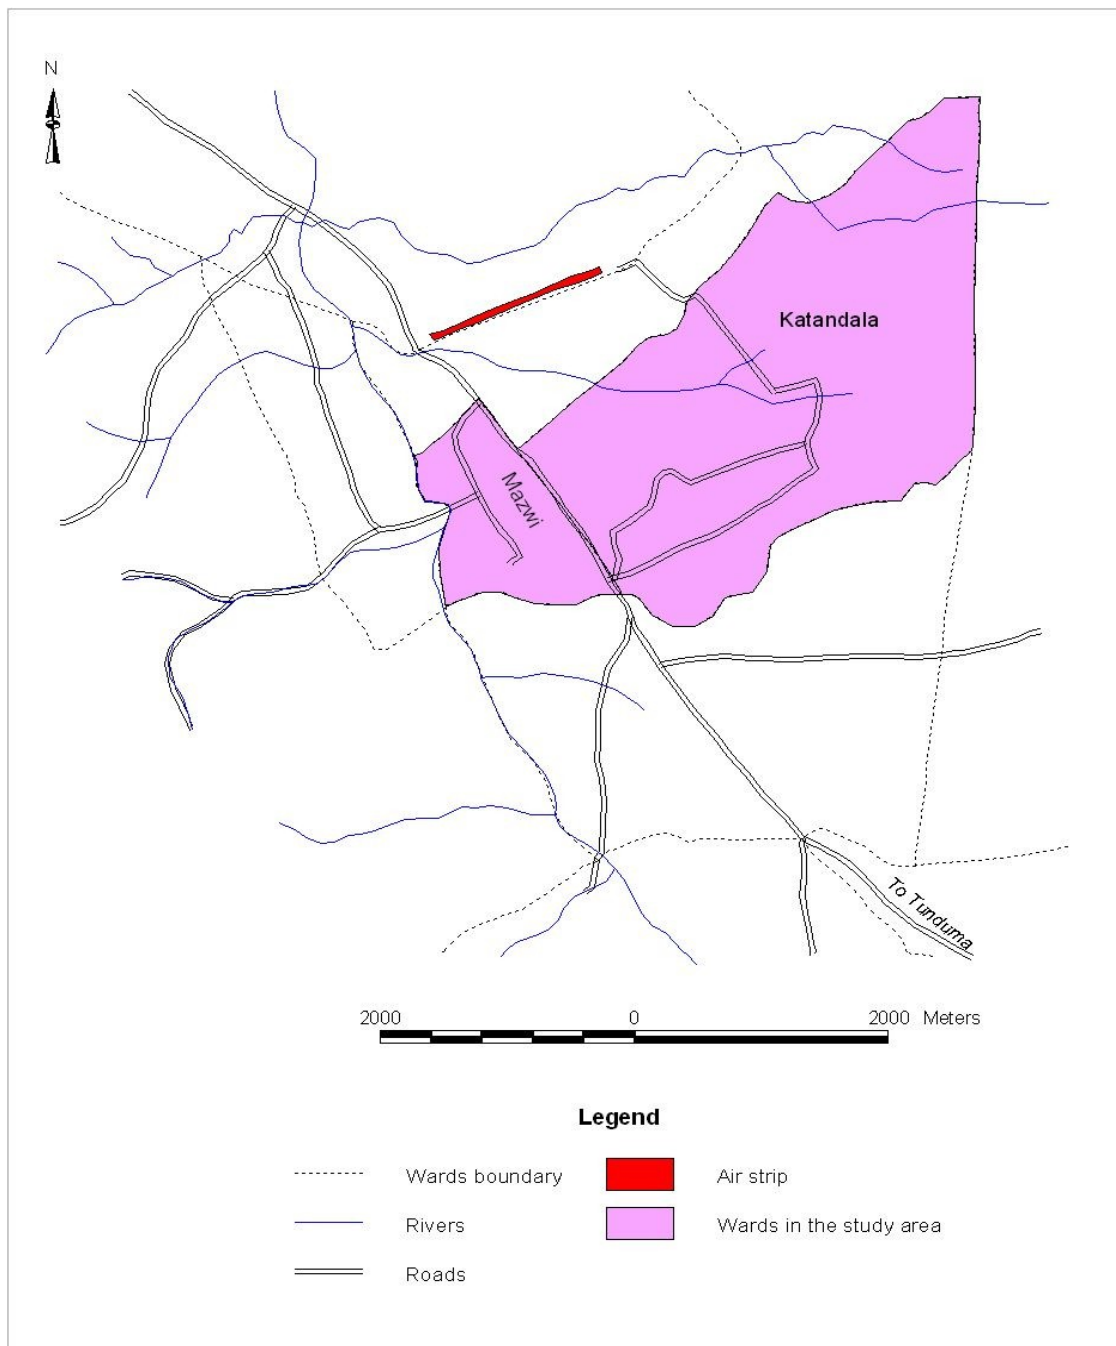 N
Katandala
Mazwi
To Tunduma
2000 0 2000 Meters
Legend
Wards boundary
Air strip
Rivers
Wards in the study area
Roads